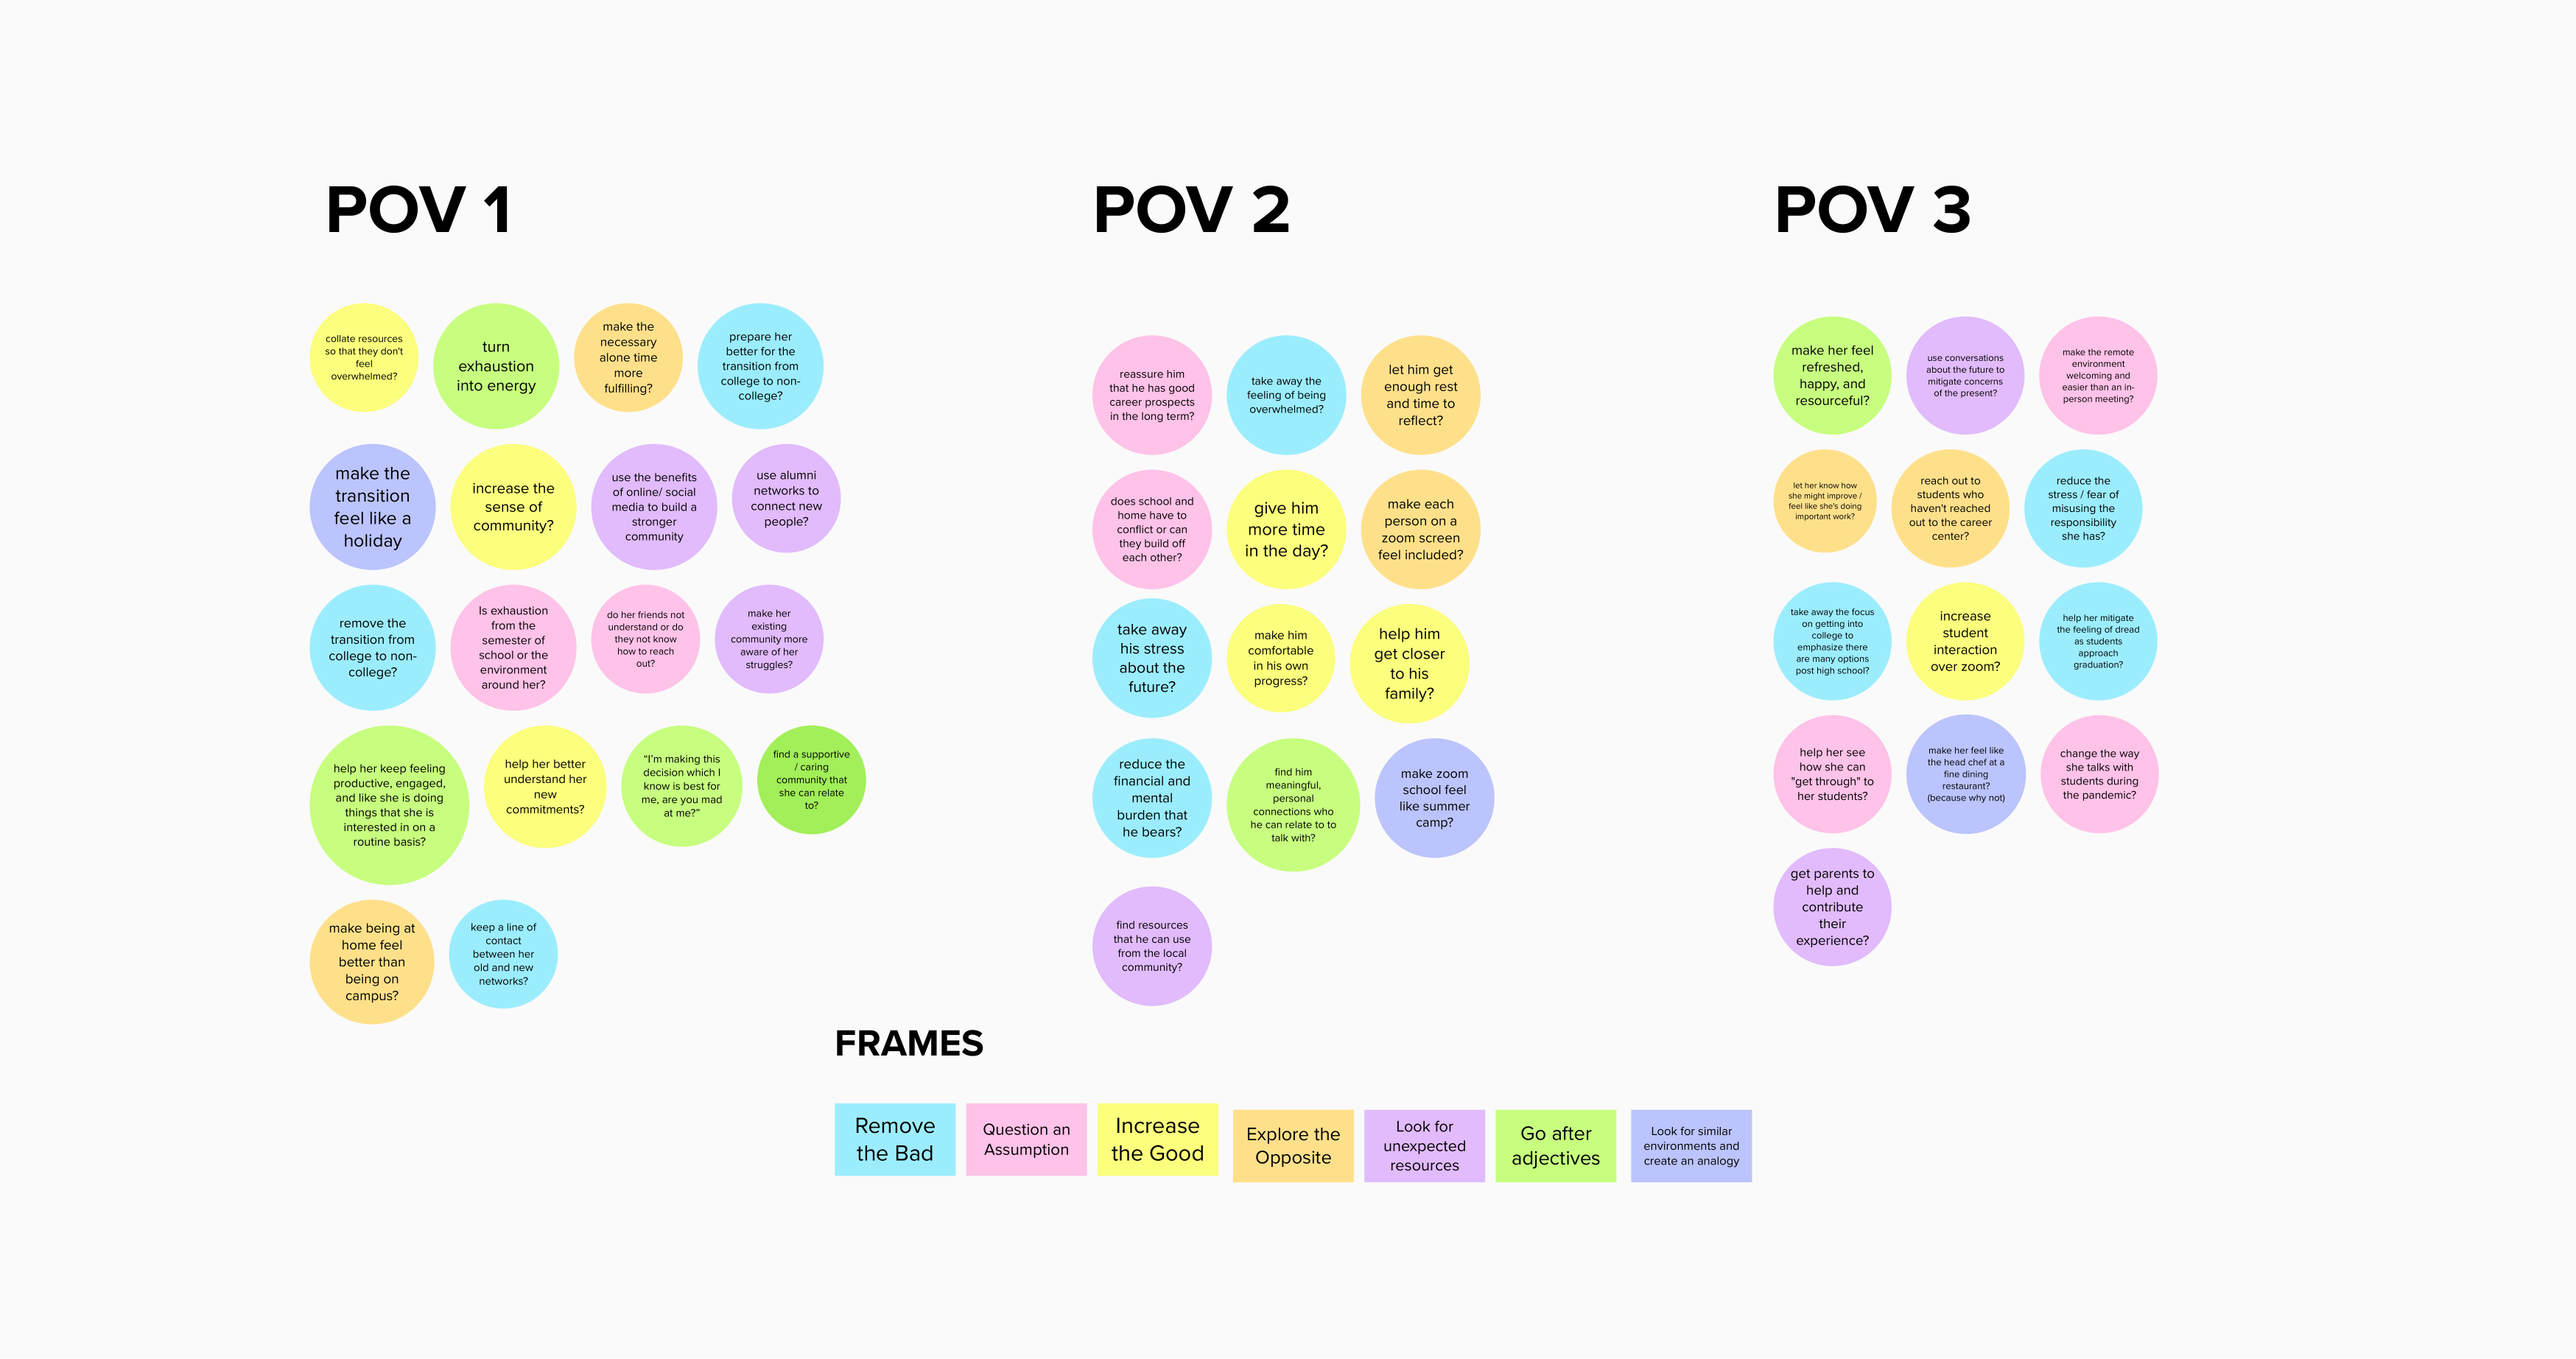 POV 1
collate resources
so that they don't
feel
overwhelmed?
turn
exhaustion
into energy
make the
necessary
alone time
more
fulfilling?
prepare her
better for the
transition from
college to non-
college?
make the
transition
feel like a
holiday
increase the
sense of
community?
use the benefits
of online/ social
media to build a
stronger
community
use alumni
networks to
connect new
people?
remove the
transition from
college to non-
college?
Is exhaustion
from the
semester of
school or the
environment
around her?
do her friends not
understand or do
they not know
how to reach
out?
make her
existing
community more
aware of her
struggles?
help her keep feeling
productive, engaged,
and like she is doing
things that she is
interested in on a
routine basis?
help her better
understand her
new
commitments?
"I'm making this
decision which I
know is best for
me, are you mad
at me?"
find a supportive
/ caring
community that
she can relate
to?
make being at
home feel
better than
being on
campus?
keep a line of
contact
between her
old and new
networks?
POV 2
reassure him
that he has good
career prospects
in the long term?
take away the
feeling of being
overwhelmed?
let him get
enough rest
and time to
reflect?
does school and
home have to
conflict or can
they build off
each other?
give him
more time
in the day?
make each
person on a
zoom screen
feel included?
take away
his stress
about the
future?
make him
comfortable
in his own
progress?
help him
get closer
to his
family?
reduce the
financial and
mental
burden that
he bears?
find him
meaningful,
personal
connections who
he can relate to to
talk with?
make zoom
school feel
like summer
camp?
find resources
that he can use
from the local
community?
POV 3
make her feel
refreshed,
happy, and
resourceful?
use conversations
about the future to
mitigate concerns
of the present?
make the remote
environment
welcoming and
easier than an in-
person meeting?
let her know how
she might improve /
feel like she's doing
important work?
reach out to
students who
haven't reached
out to the career
center?
reduce the
stress / fear of
misusing the
responsibility
she has?
take away the focus
on getting into
college to
emphasize there
are many options
post high school?
increase
student
interaction
over zoom?
help her mitigate
the feeling of dread
as students
approach
graduation?
help her see
how she can
"get through" to
her students?
make her feel like
the head chef at a
fine dining
restaurant?
(because why not)
change the way
she talks with
students during
the pandemic?
get parents to
help and
contribute
their
experience?
FRAMES
Remove
the Bad
Question an
Assumption
Increase
the Good
Explore the
Opposite
Look for
unexpected
resources
Go after
adjectives
Look for similar
environments and
create an analogy